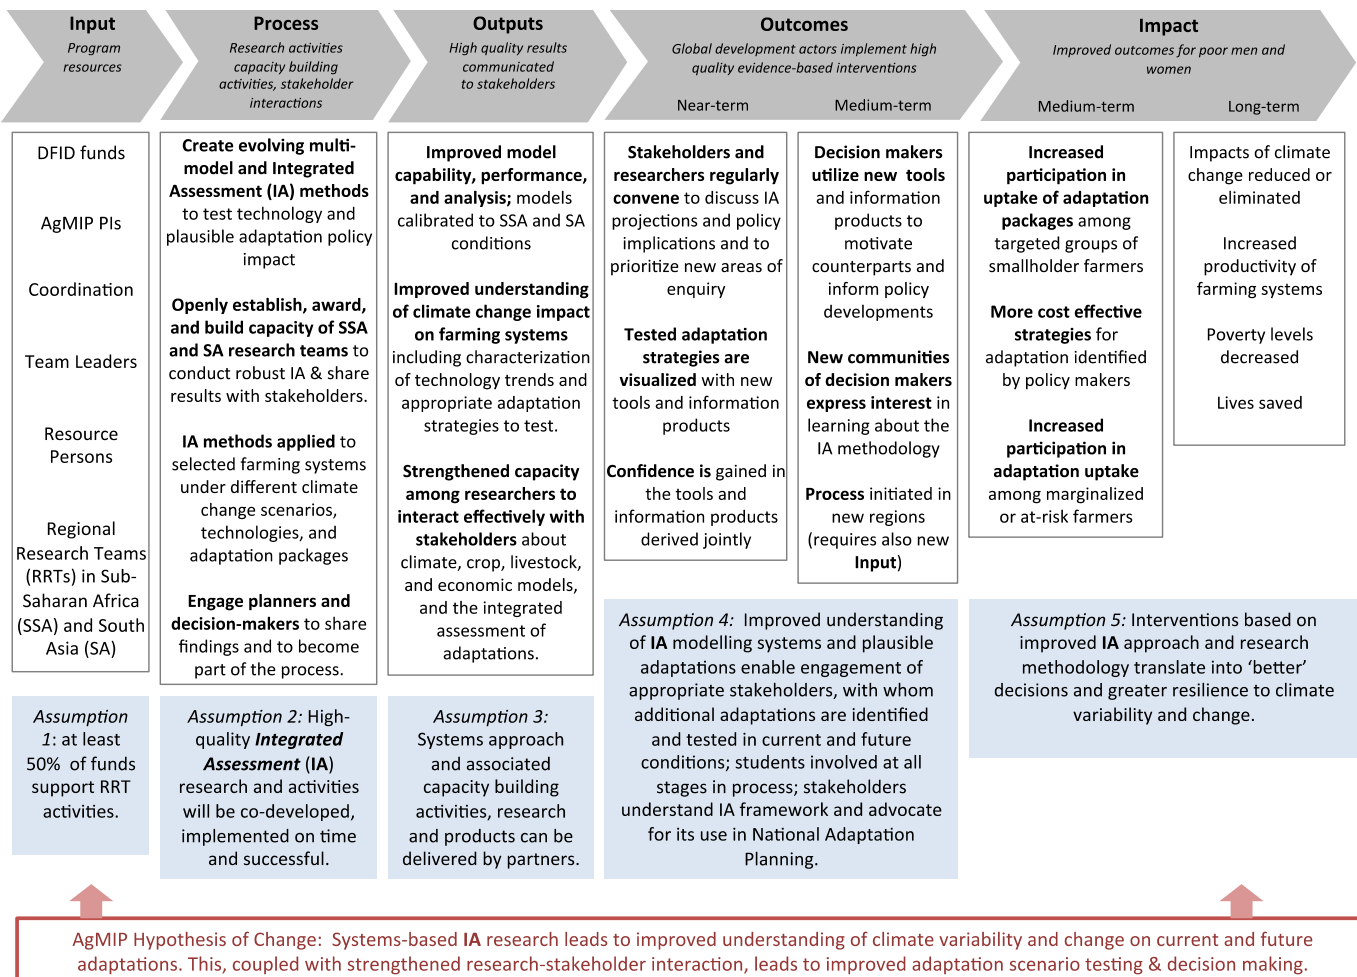 Input
Program
resources
Process
Research activities
capacity building
activities, stakeholder
interactions
Outputs
High quality results
communicated
to stakeholders
Outcomes
Global development actors implement high
quality evidence-based interventions
Near-term
Medium-term
Impact
Improved outcomes for poor men and
women
Medium-term
Long-term
DFID funds
AgMIP PIs
Coordination
Team Leaders
Resource
Persons
Regional
Research Teams
(RRTs) in Sub-
Saharan Africa
(SSA) and South
Asia (SA)
Create evolving multi-
model and Integrated
Assessment (IA) methods
to test technology and
plausible adaptation policy
impact
Openly establish, award,
and build capacity of SSA
and SA research teams to
conduct robust IA & share
results with stakeholders.
IA methods applied to
selected farming systems
under different climate
change scenarios,
technologies, and
adaptation packages
Engage planners and
decision-makers to share
findings and to become
part of the process.
Improved model
capability, performance,
and analysis; models
calibrated to SSA and SA
conditions
Improved understanding
of climate change impact
on farming systems
including characterization
of technology trends and
appropriate adaptation
strategies to test.
Strengthened capacity
among researchers to
interact effectively with
stakeholders about
climate, crop, livestock,
and economic models,
and the integrated
assessment of
adaptations.
Stakeholders and
researchers regularly
convene to discuss IA
projections and policy
implications and to
prioritize new areas of
enquiry
Tested adaptation
strategies are
visualized with new
tools and information
products
Confidence is gained in
the tools and
information products
derived jointly
Decision makers
utilize new tools
and information
products to
motivate
counterparts and
inform policy
developments
New communities
of decision makers
express interest in
learning about the
IA methodology
Process initiated in
new regions
(requires also new
Input)
Increased
participation in
uptake of adaptation
packages among
targeted groups of
smallholder farmers
More cost effective
strategies for
adaptation identified
by policy makers
Increased
participation in
adaptation uptake
among marginalized
or at-risk farmers
Impacts of climate
change reduced or
eliminated
Increased
productivity of
farming systems
Poverty levels
decreased
Lives saved
Assumption
1: at least
50% of funds
support RRT
activities.
Assumption 2: High-
quality Integrated
Assessment (IA)
research and activities
will be co-developed,
implemented on time
and successful.
Assumption 3:
Systems approach
and associated
capacity building
activities, research
and products can be
delivered by partners.
Assumption 4: Improved understanding
of IA modelling systems and plausible
adaptations enable engagement of
appropriate stakeholders, with whom
additional adaptations are identified
and tested in current and future
conditions; students involved at all
stages in process; stakeholders
understand IA framework and advocate
for its use in National Adaptation
Planning.
Assumption 5: Interventions based on
improved IA approach and research
methodology translate into ‘better’
decisions and greater resilience to climate
variability and change.
AgMIP Hypothesis of Change: Systems-based IA research leads to improved understanding of climate variability and change on current and future
adaptations. This, coupled with strengthened research-stakeholder interaction, leads to improved adaptation scenario testing & decision making.